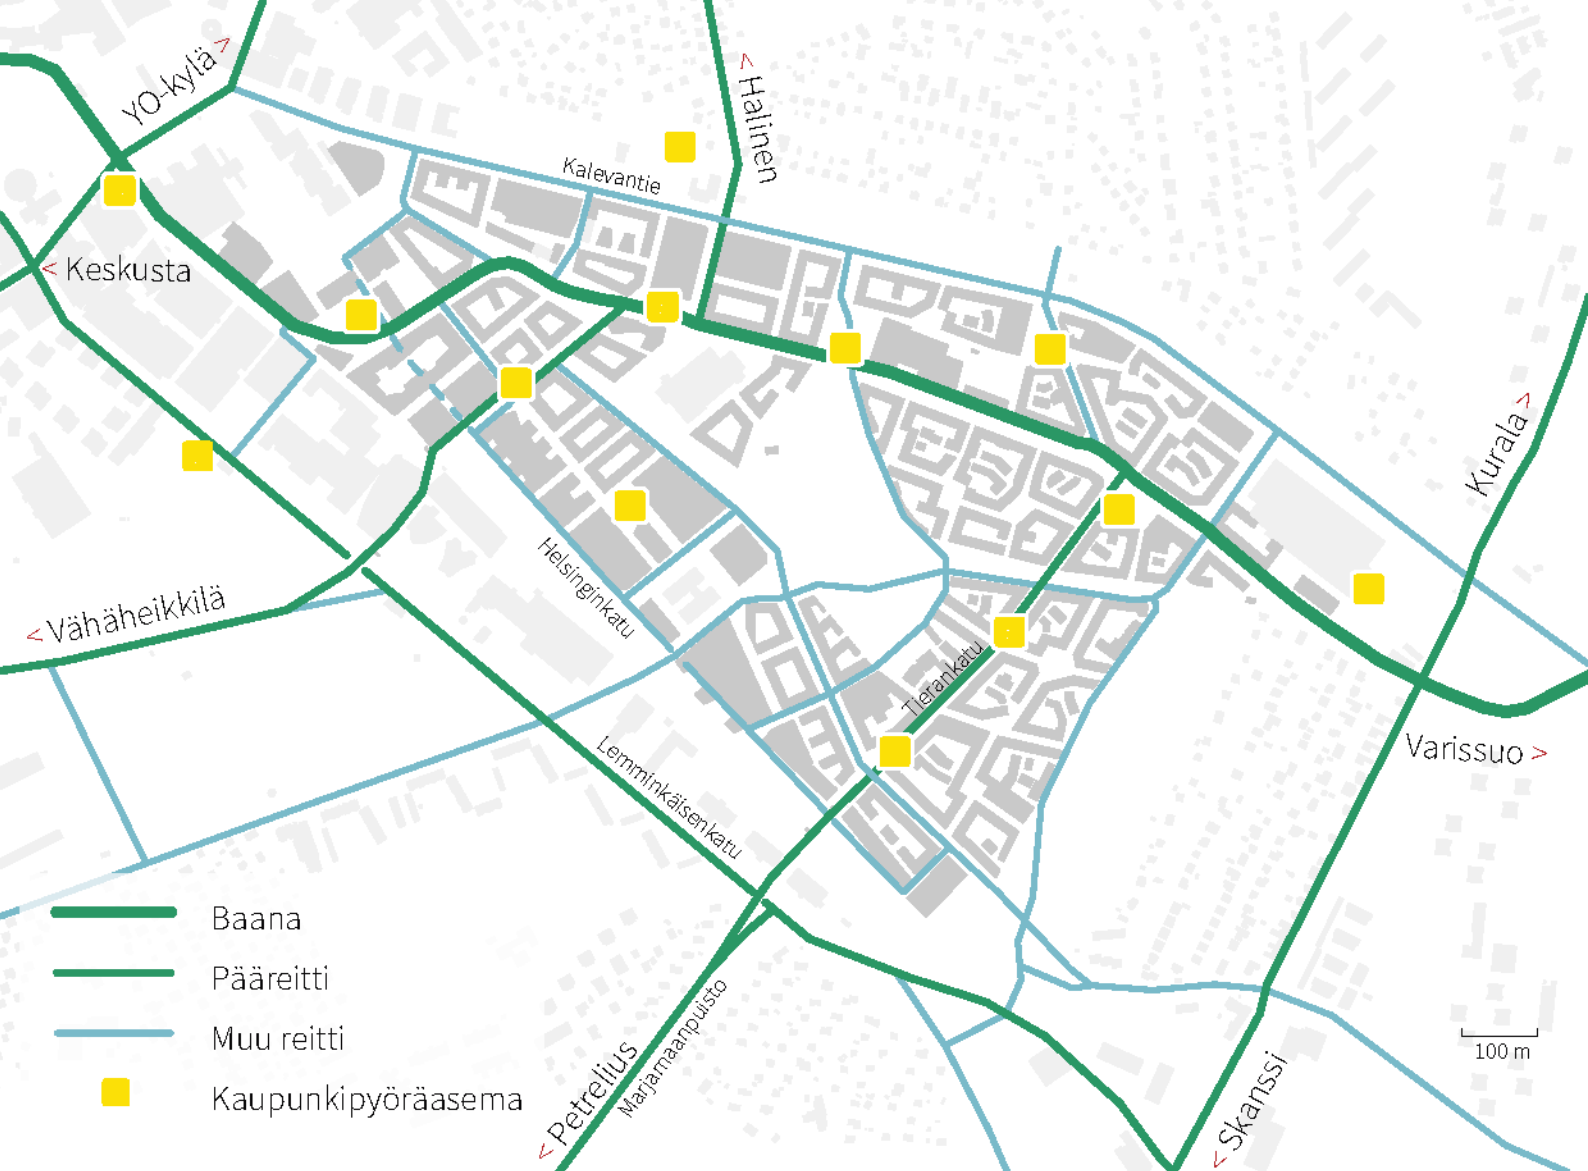 YO-kylä >
< Halinen
Kalevantie
< Keskusta
Kurala >
Helsinginkatu
< Vähäheikkilä
Tierankatu
Lemminkäisenkatu
Varissuo >
Baana
Pääreitti
Muu reitti
Kaupunkipyöräasema
< Petrelius
Marjamaanpuisto
< Skanssi
100 m